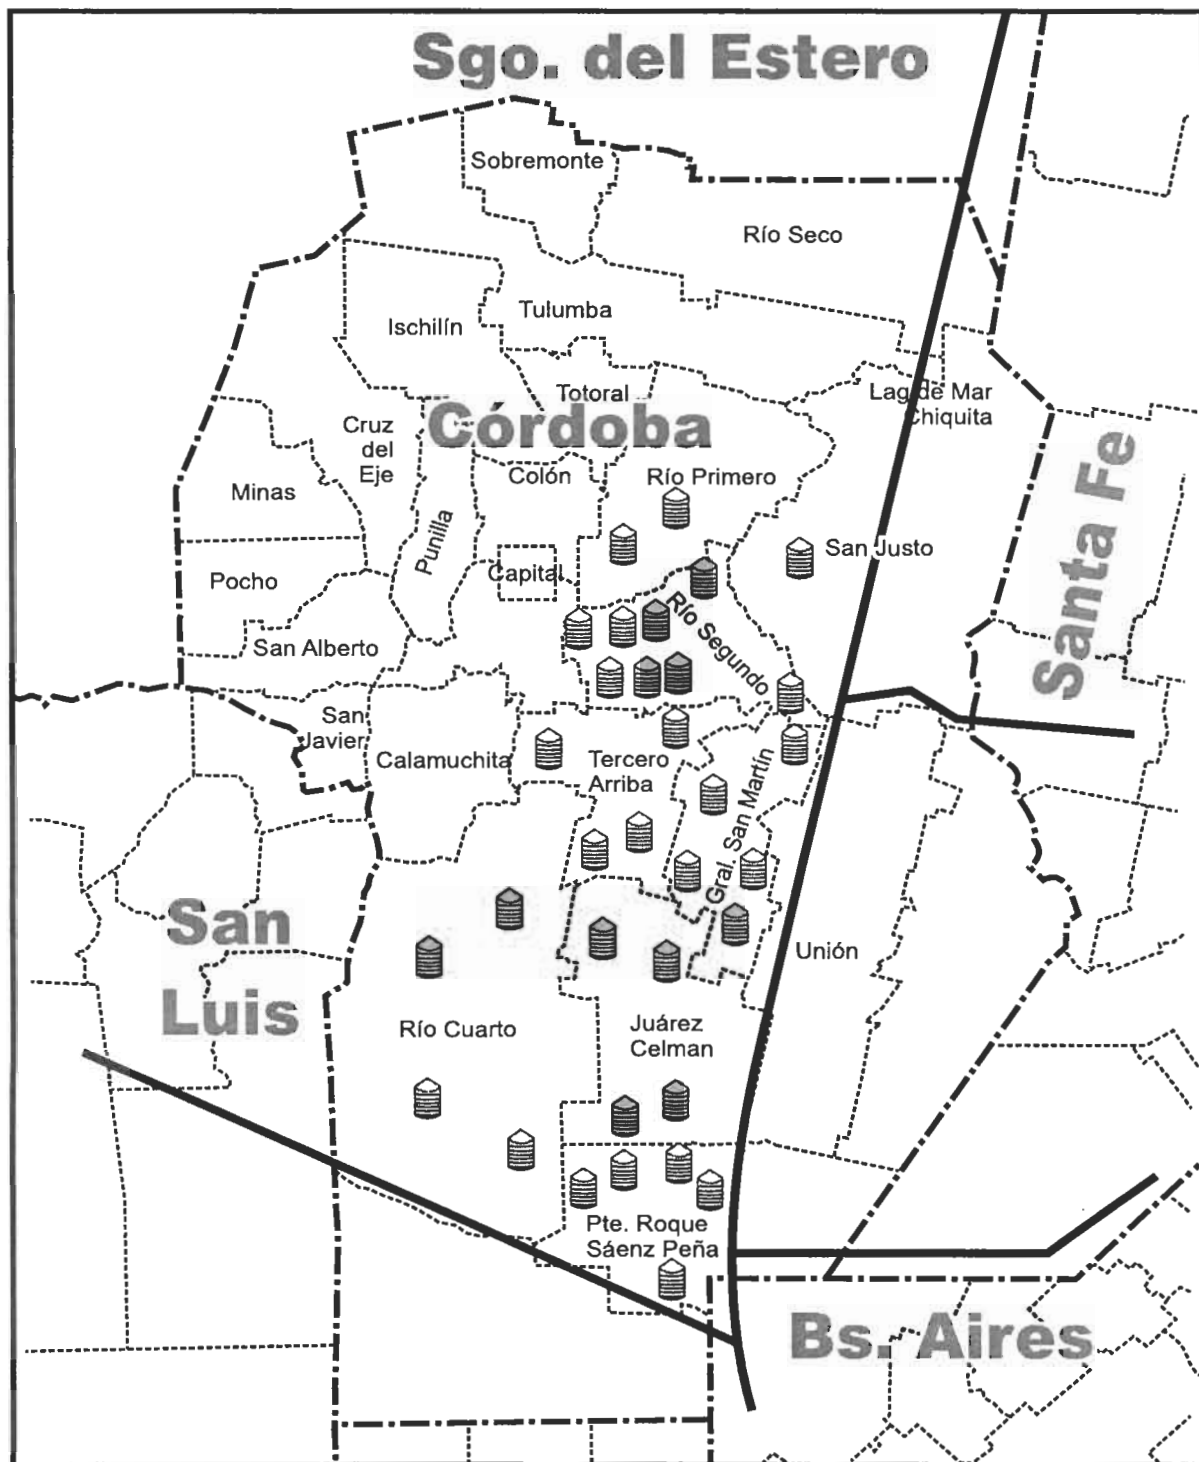 Sgo. del Estero
Sobremonte
Río Seco
Tulumba
Ischilín
Totoral
Lag. de Mar
Chiquita
Córdoba
Cruz
del
Eje
Colón
Río Primero
Minas
Punilla
Santa Fe
San Justo
Capital
Pocho
Río Segundo
San Alberto
San
Javier
Calamuchita
Tercero
Arriba
Gral. San Martín
San
Luis
Unión
Río Cuarto
Juárez
Celman
Pte. Roque
Sáenz Peña
Bs. Aires